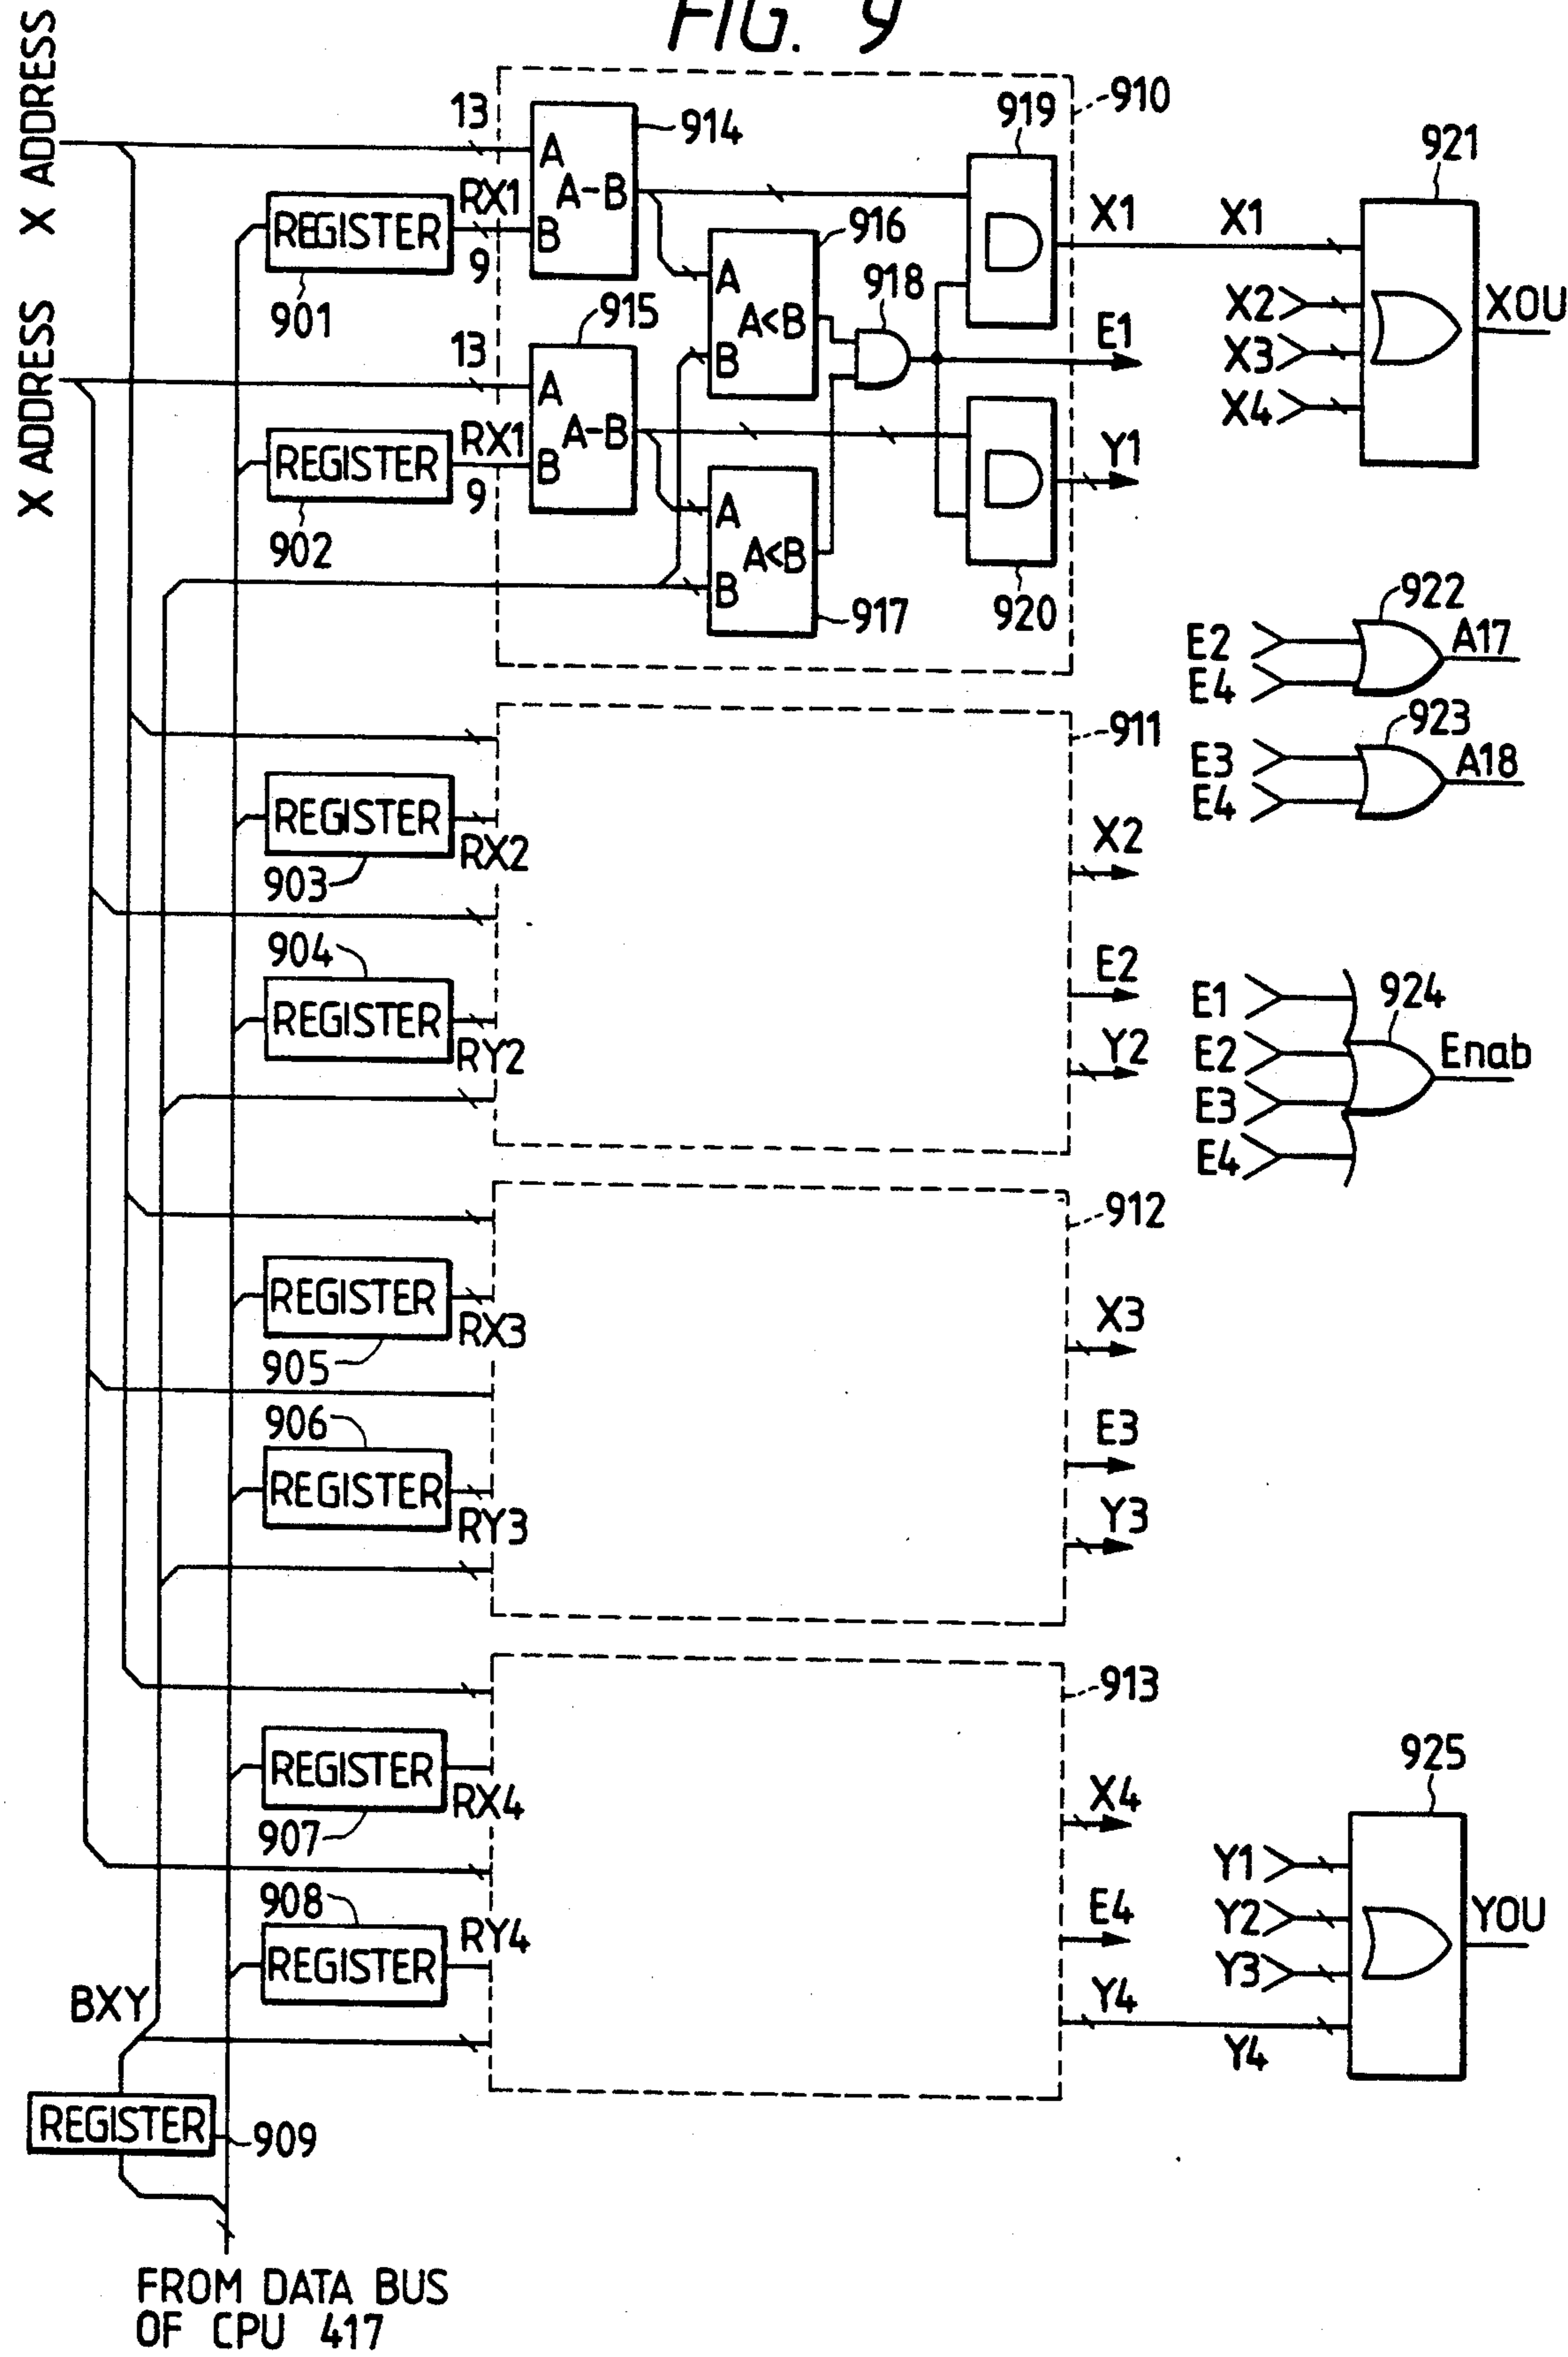 FIG. 9
X ADDRESS
X ADDRESS
13
RX1
9
REGISTER
901
A
A-B
B
914
910
919
916
A
A<B
B
918
X1
X1
X2
X3
X4
921
XOU
E1
13
RX1
9
REGISTER
902
915
A
A-B
B
A
A<B
B
917
920
Y1
922
E2
E4
A17
923
E3
E4
A18
911
REGISTER
RX2
903
904
REGISTER
RY2
X2
E2
Y2
E1
E2
E3
E4
924
Enab
912
REGISTER
RX3
905
906
REGISTER
RY3
X3
E3
Y3
913
REGISTER
RX4
907
908
REGISTER
RY4
X4
E4
Y4
925
Y1
Y2
Y3
Y4
YOU
BXY
REGISTER
909
FROM DATA BUS
OF CPU 417